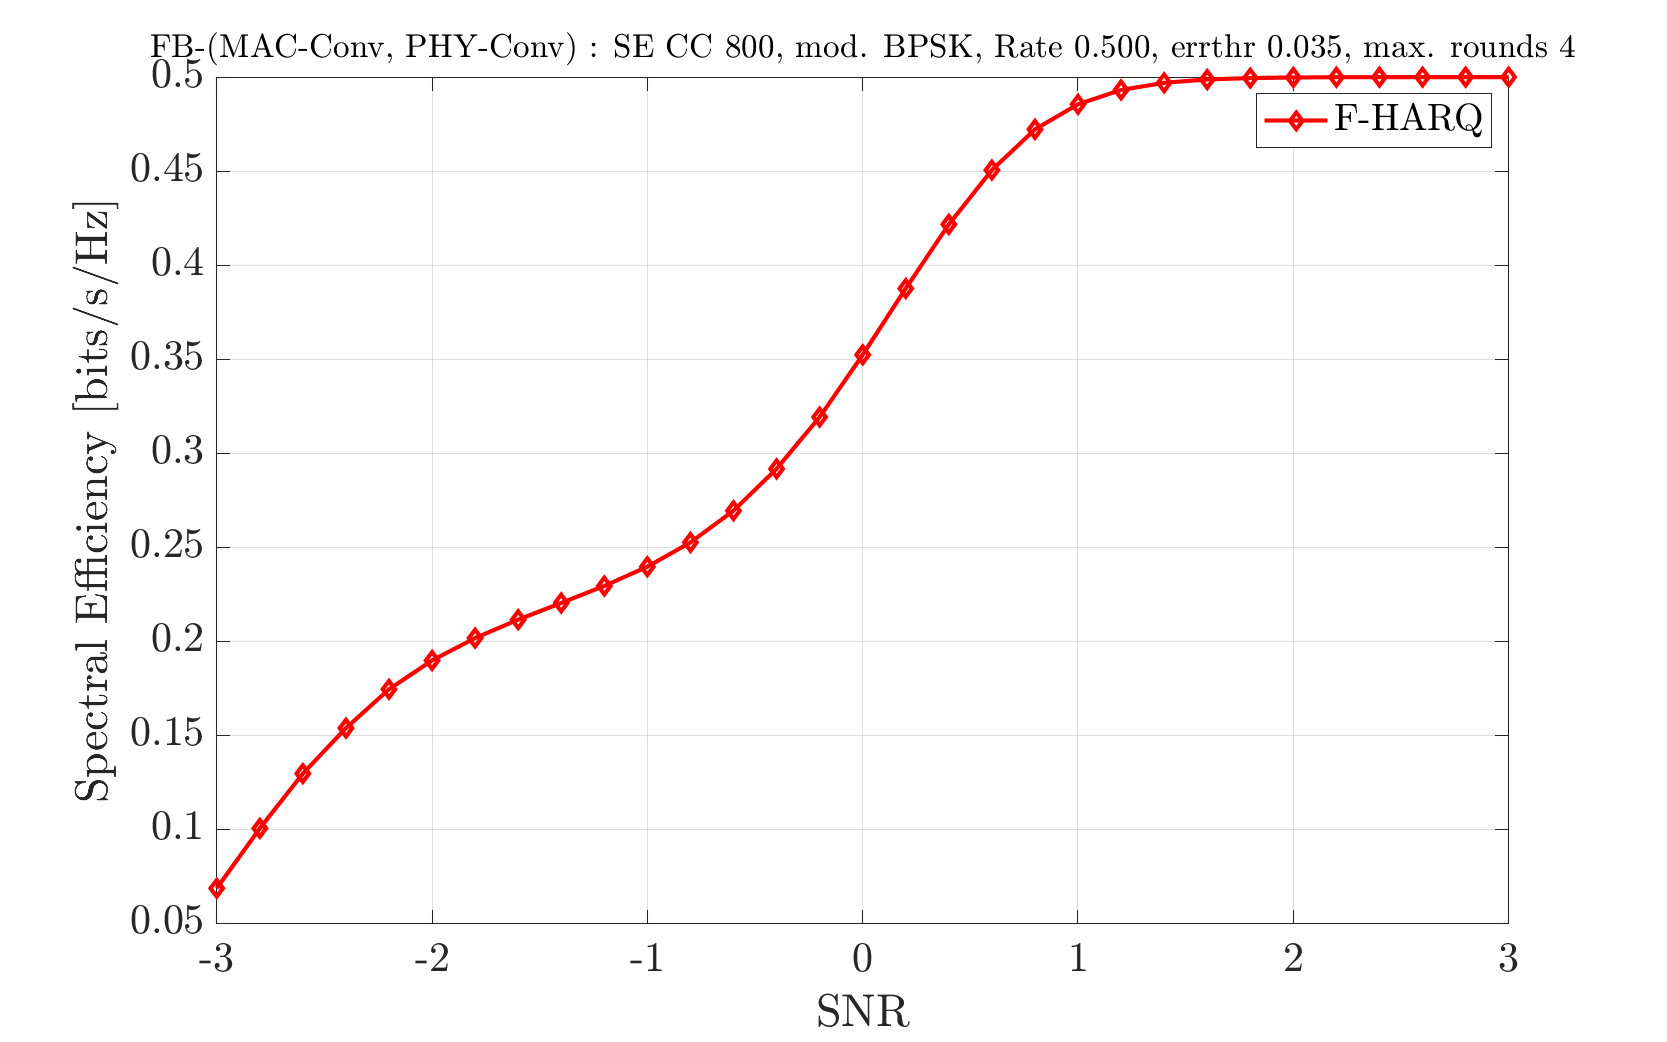 FB-(MAC-Conv, PHY-Conv) : SE CC 800, mod. BPSK, Rate 0.500, errthr 0.035, max. rounds 4
F-HARQ
Spectral Efficiency [bits/s/Hz]
0.5
0.45
0.4
0.35
0.3
0.25
0.2
0.15
0.1
0.05
-3 -2 -1 0 1 2 3
SNR